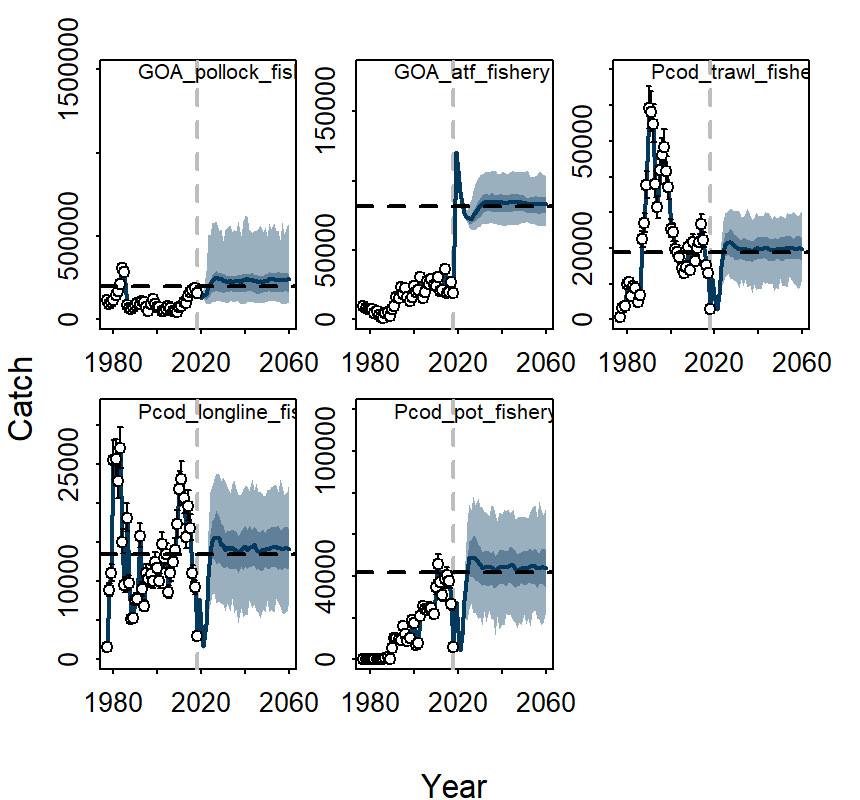 GOA_pollock_fis
GOA_atf_fishery
Pcod_trawl_fishe
1500000
500000
0
150000
50000
0
50000
20000
0
1980 2020 2060
1980 2020 2060
1980 2020 2060
Catch
Pcod_longline_fis
Pcod_pot_fishery
25000
10000
0
100000
40000
0
1980 2020 2060
1980 2020 2060
Year